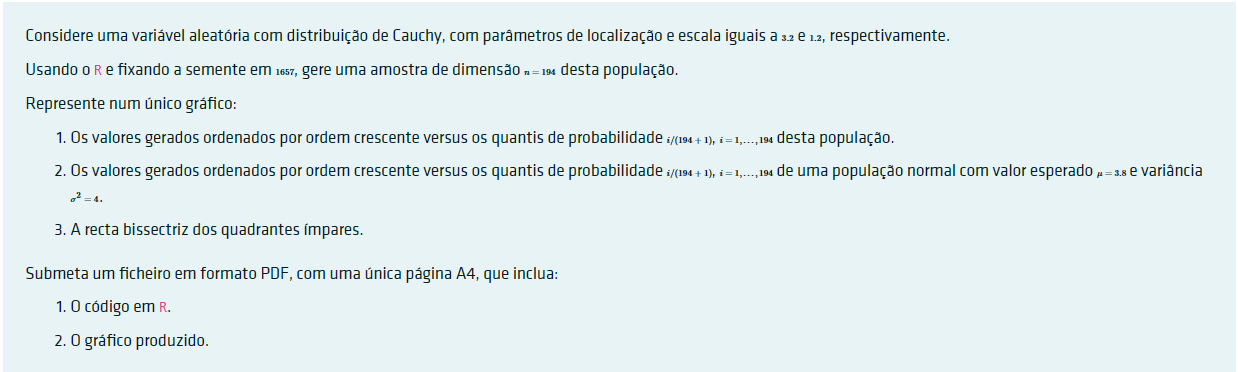 Considere uma variável aleatória com distribuição de Cauchy, com parâmetros de localização e escala iguais a 3.2 e 1.2, respectivamente.
Usando o R e fixando a semente em 1657, gere uma amostra de dimensão n = 194 desta população.
Represente num único gráfico:
1. Os valores gerados ordenados por ordem crescente versus os quantis de probabilidade i/(194 + 1), i = 1,…,194 desta população.
2. Os valores gerados ordenados por ordem crescente versus os quantis de probabilidade i/(194 + 1), i = 1,…,194 de uma população normal com valor esperado μ = 3.8 e variância
σ² = 4.
3. A recta bissectriz dos quadrantes ímpares.
Submeta um ficheiro em formato PDF, com uma única página A4, que inclua:
1. O código em R.
2. O gráfico produzido.